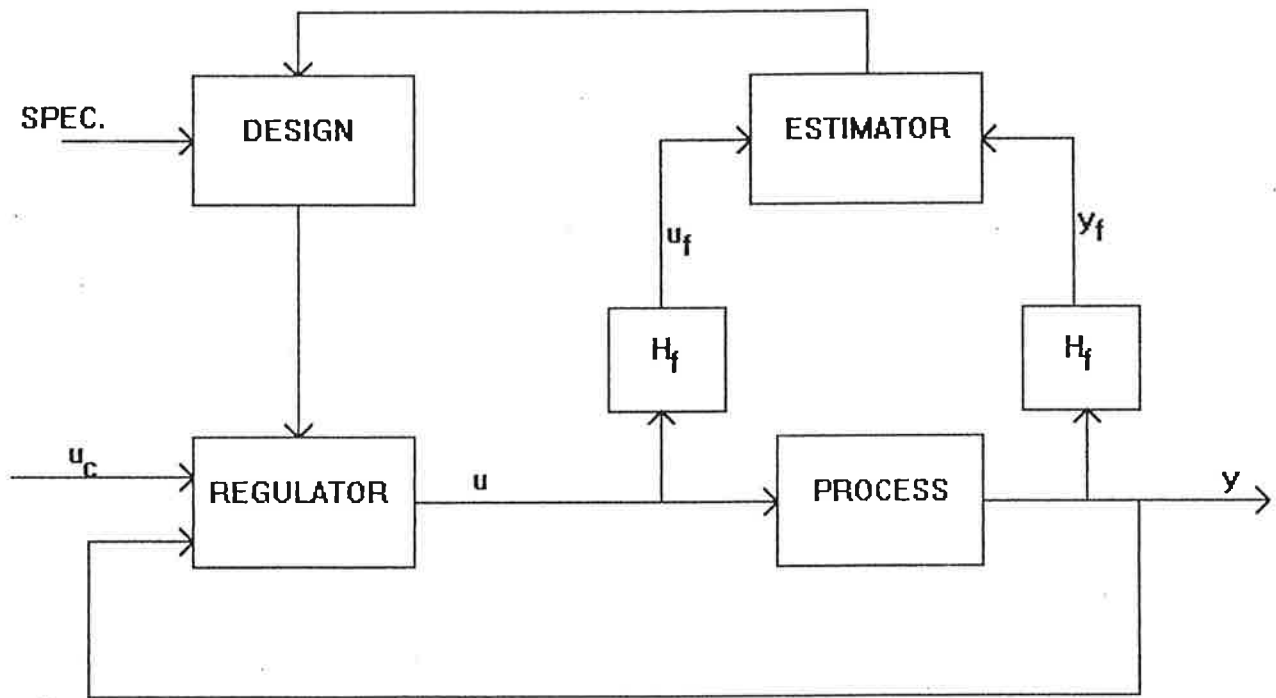 SPEC.
DESIGN
ESTIMATOR
u_f
y_f
H_f
H_f
u_c
REGULATOR
u
PROCESS
y